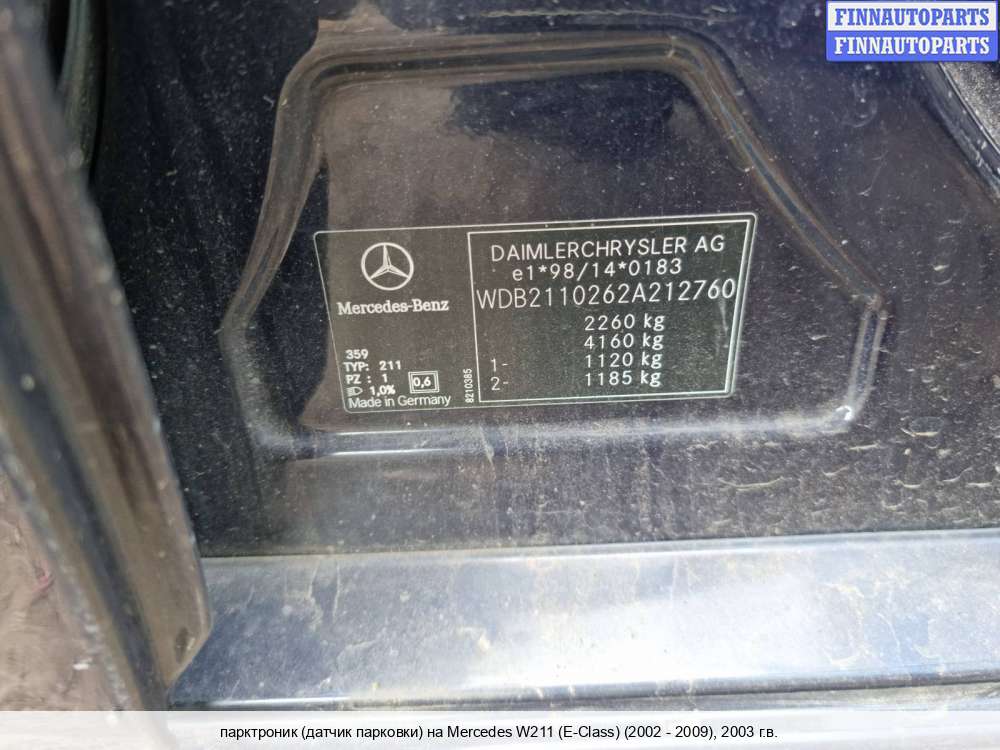 FINNAUTOPARTS
FINNAUTOPARTS
Mercedes-Benz
359
TYP: 211
PZ : 1
1,0%
0,6
Made in Germany
8210385
DAIMLERCHRYSLER AG
e1*98/14*0183
WDB2110262A212760
2260 kg
4160 kg
1- 1120 kg
2- 1185 kg
парктроник (датчик парковки) на Mercedes W211 (E-Class) (2002 - 2009), 2003 г.в.